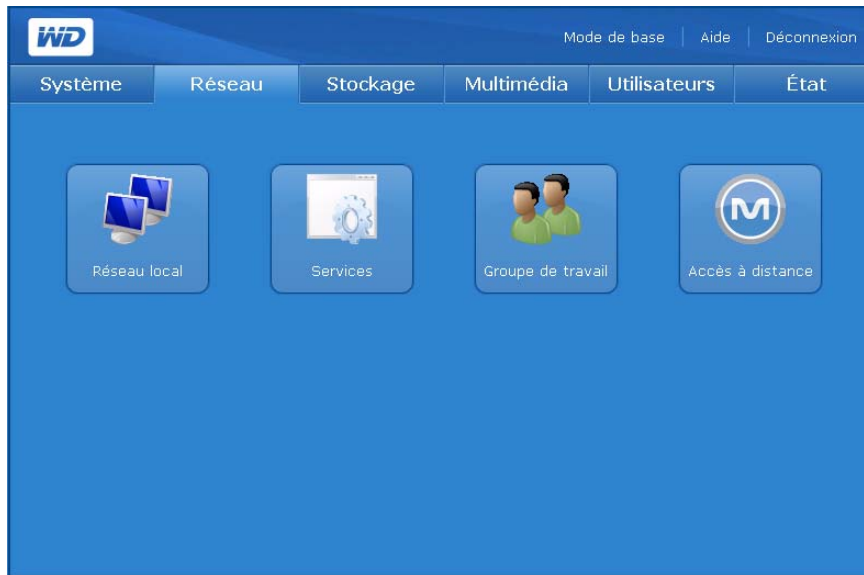 WD
Mode de base | Aide | Déconnexion
Système Réseau Stockage Multimédia Utilisateurs État
M
Réseau local Services Groupe de travail Accès à distance